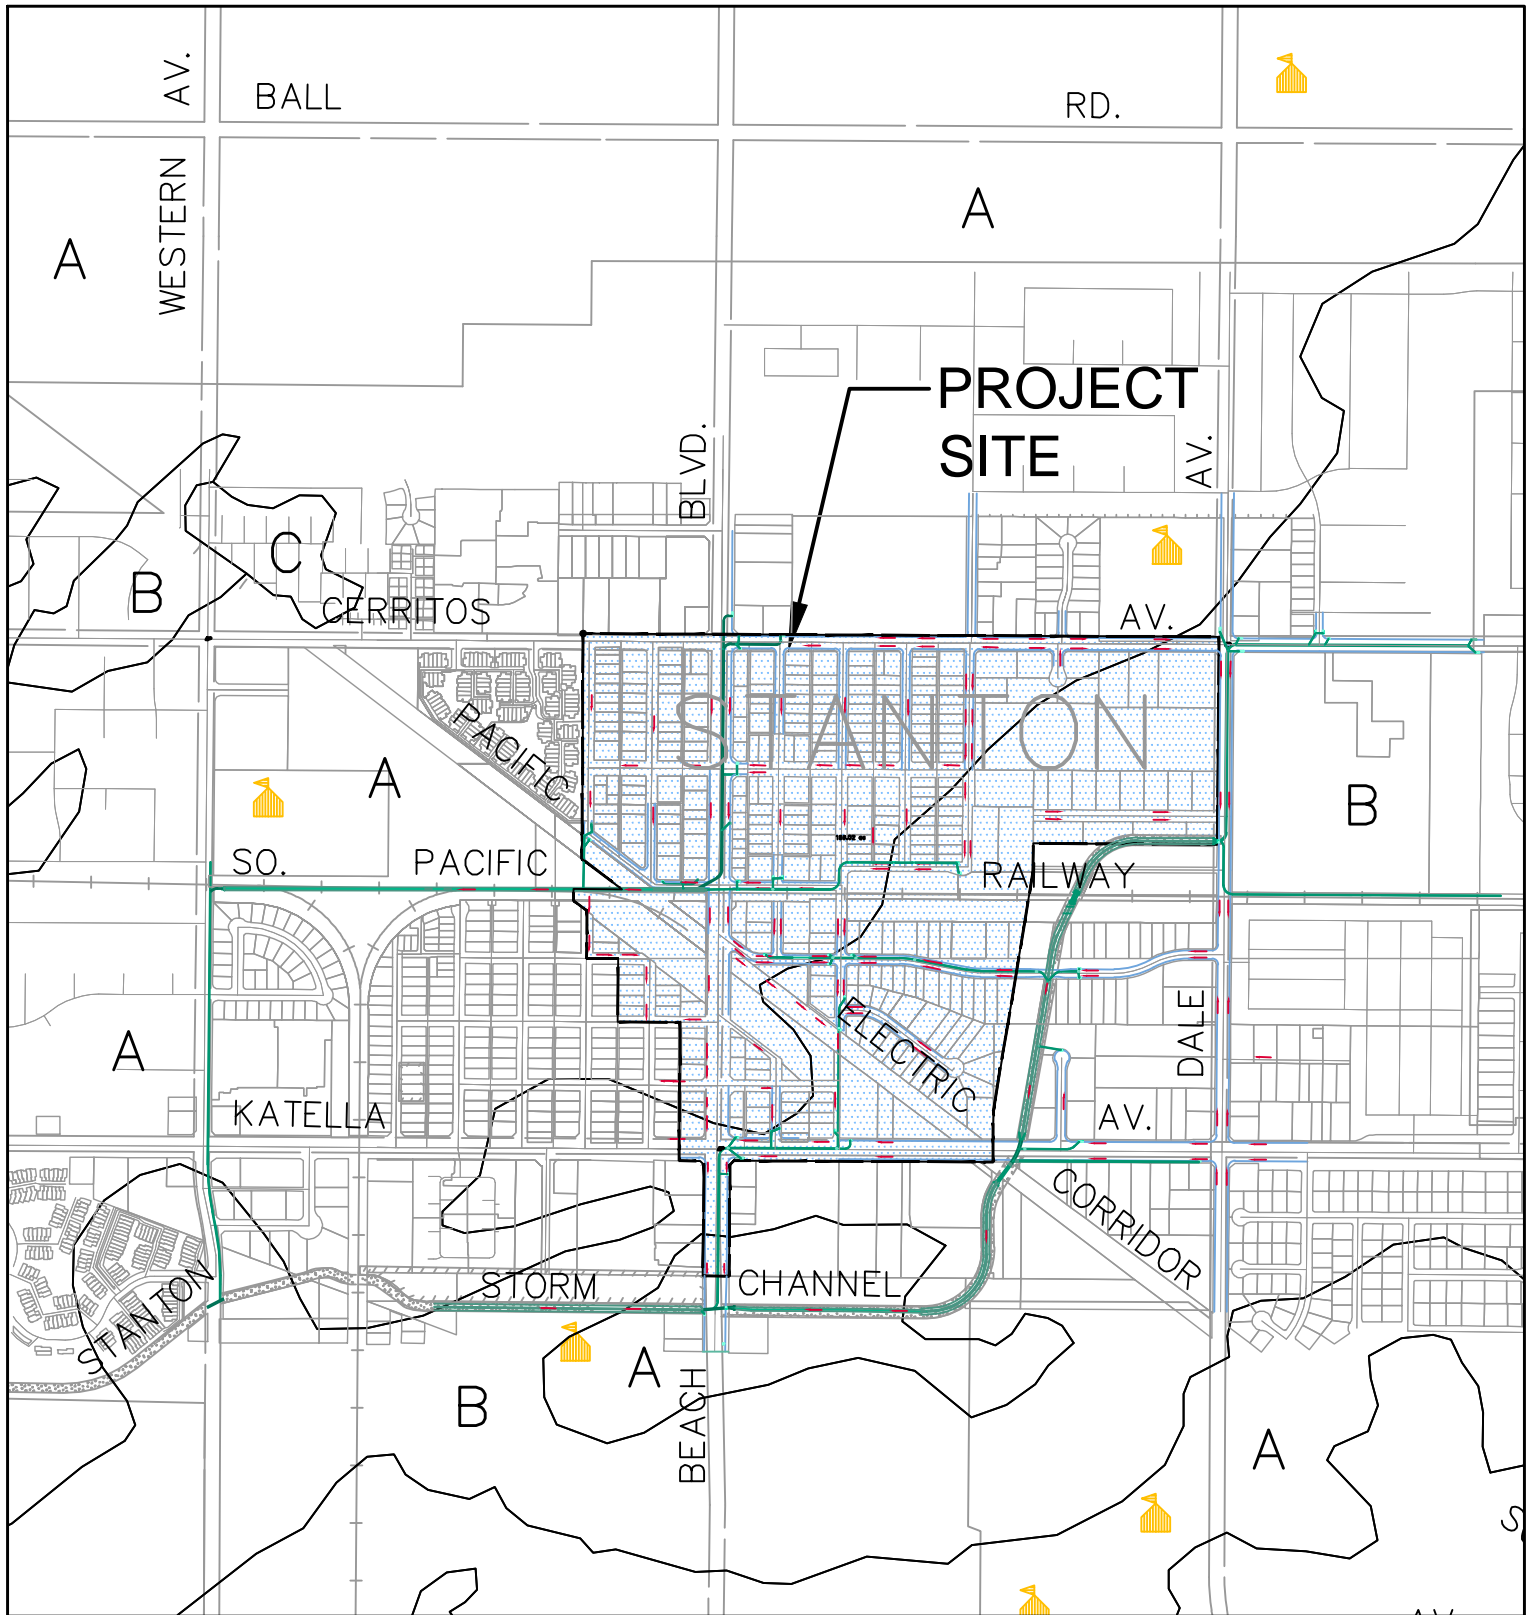 AV.
BALL
RD.
WESTERN
A
A
PROJECT
SITE
BLVD.
AV.
C
B
CERRITOS
AV.
STANTON
PACIFIC
A
B
SO.
PACIFIC
RAILWAY
ELECTRIC
DALE
A
KATELLA
AV.
CORRIDOR
STANTON
STORM
CHANNEL
A
BEACH
B
A